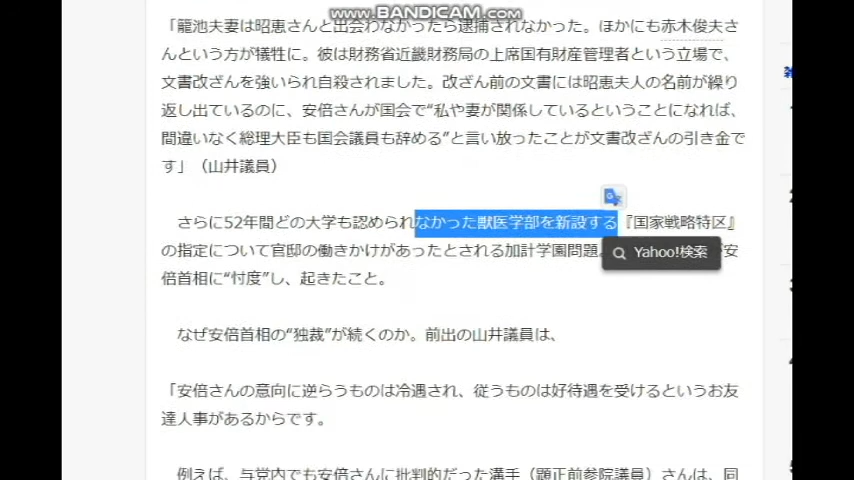 www.BANDICAM.com
「籠池夫妻は昭恵さんと出会わなかったら逮捕されなかった。ほかにも赤木俊夫さ
んという方が犠牲に。彼は財務省近畿財務局の上席国有財産管理者という立場で、
文書改ざんを強いられ自殺されました。改ざん前の文書には昭恵夫人の名前が繰り
返し出ているのに、安倍さんが国会で“私や妻が関係しているということになれば、
間違いなく総理大臣も国会議員も辞める”と言い放ったことが文書改ざんの引き金で
す」（山井議員）
さらに52年間どの大学も認められなかった獣医学部を新設する『国家戦略特区』
の指定について官邸の働きかけがあったとされる加計学園問題
Yahoo!検索
安
倍首相に“忖度”し、起きたこと。
なぜ安倍首相の“独裁”が続くのか。前出の山井議員は、
「安倍さんの意向に逆らうものは冷遇され、従うものは好待遇を受けるというお友
達人事があるからです。
例えば、与党内でも安倍さんに批判的だった溝手（顕正前参院議員）さんは、同